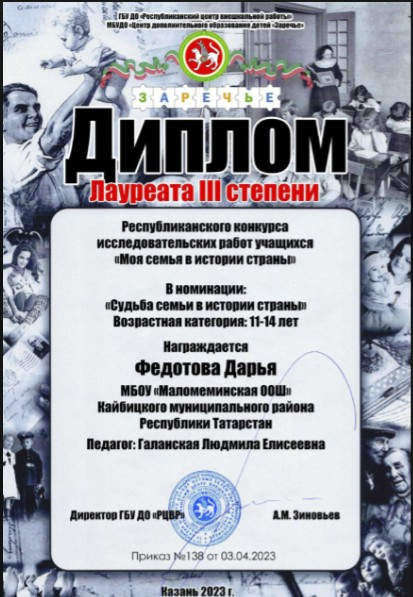 ГБУ ДО «Республиканский центр внешкольной работы»
МБУДО «Центр дополнительного образования детей «Заречье»
ЗАРЕЧЬЕ
Диплом
Лауреата III степени
Республиканского конкурса
исследовательских работ учащихся
«Моя семья в истории страны»
В номинации:
«Судьба семьи в истории страны»
Возрастная категория: 11-14 лет
Награждается
Федотова Дарья
МБОУ «Маломеминская ООШ»
Кайбицкого муниципального района
Республики Татарстан
Педагог: Галанская Людмила Елисеевна
Директор ГБУ ДО «РЦВР» А.М. Зиновьев
Приказ №138 от 03.04.2023
Казань 2023 г.